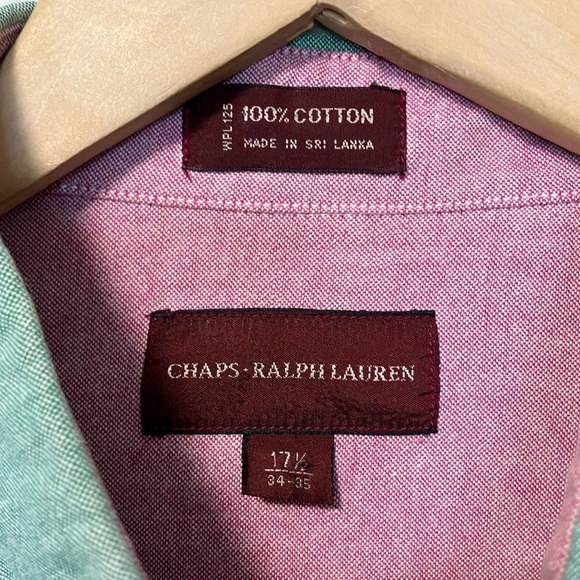 WPL125
100% COTTON
MADE IN SRI LANKA
CHAPS · RALPH LAUREN
17½
34-35